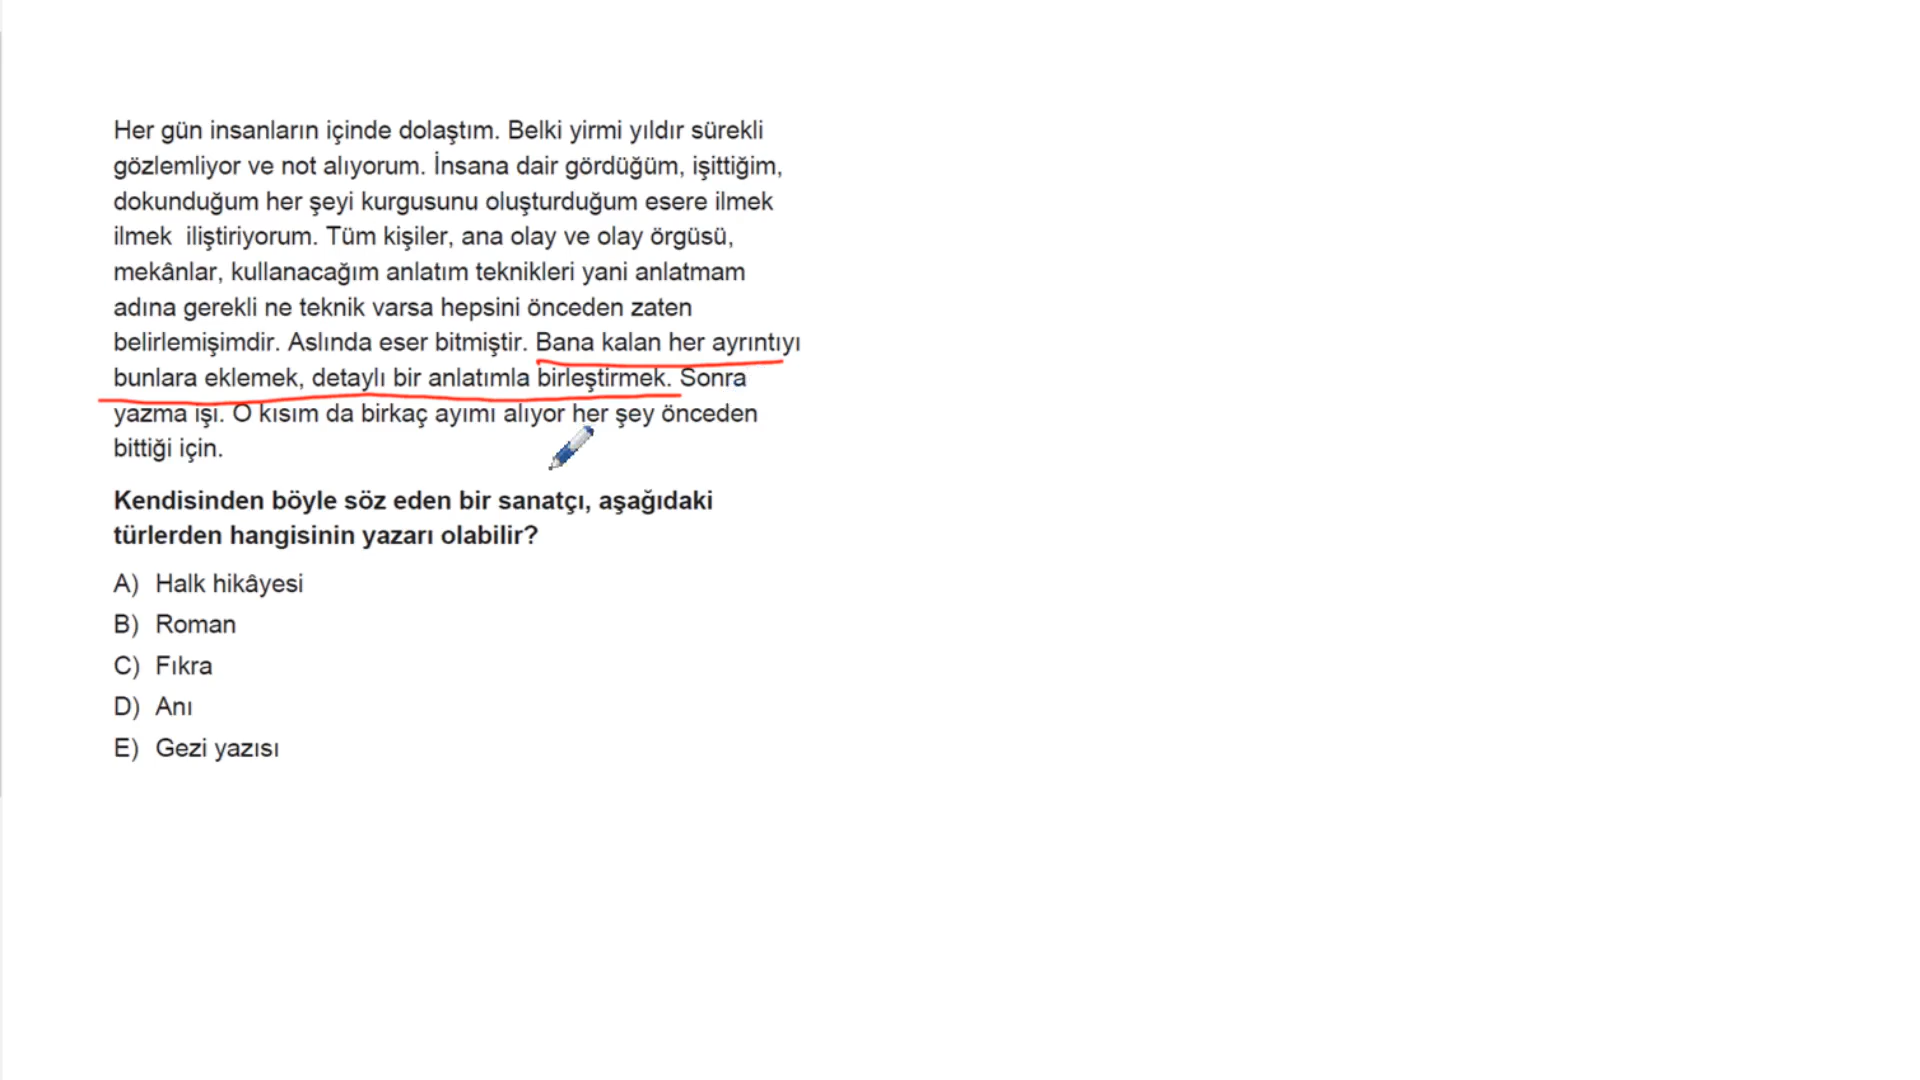 Her gün insanların içinde dolaştım. Belki yirmi yıldır sürekli
gözlemliyor ve not alıyorum. İnsana dair gördüğüm, işittiğim,
dokunduğum her şeyi kurgusunu oluşturduğum esere ilmek
ilmek iliştiriyorum. Tüm kişiler, ana olay ve olay örgüsü,
mekânlar, kullanacağım anlatım teknikleri yani anlatmam
adına gerekli ne teknik varsa hepsini önceden zaten
belirlemişimdir. Aslında eser bitmiştir. Bana kalan her ayrıntıyı
bunlara eklemek, detaylı bir anlatımla birleştirmek. Sonra
yazma işi. O kısım da birkaç ayımı alıyor her şey önceden
bittiği için.
Kendisinden böyle söz eden bir sanatçı, aşağıdaki
türlerden hangisinin yazarı olabilir?
A) Halk hikâyesi
B) Roman
C) Fıkra
D) Anı
E) Gezi yazısı